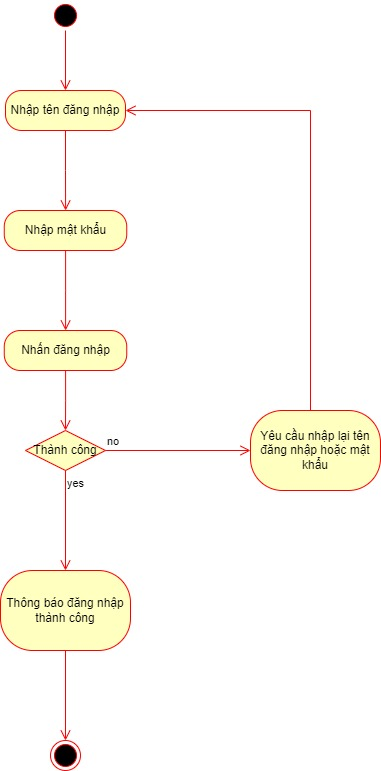 Nhập tên đăng nhập
Nhập mật khẩu
Nhấn đăng nhập
Thành công
no
Yêu cầu nhập lại tên
đăng nhập hoặc mật
khẩu
yes
Thông báo đăng nhập
thành công